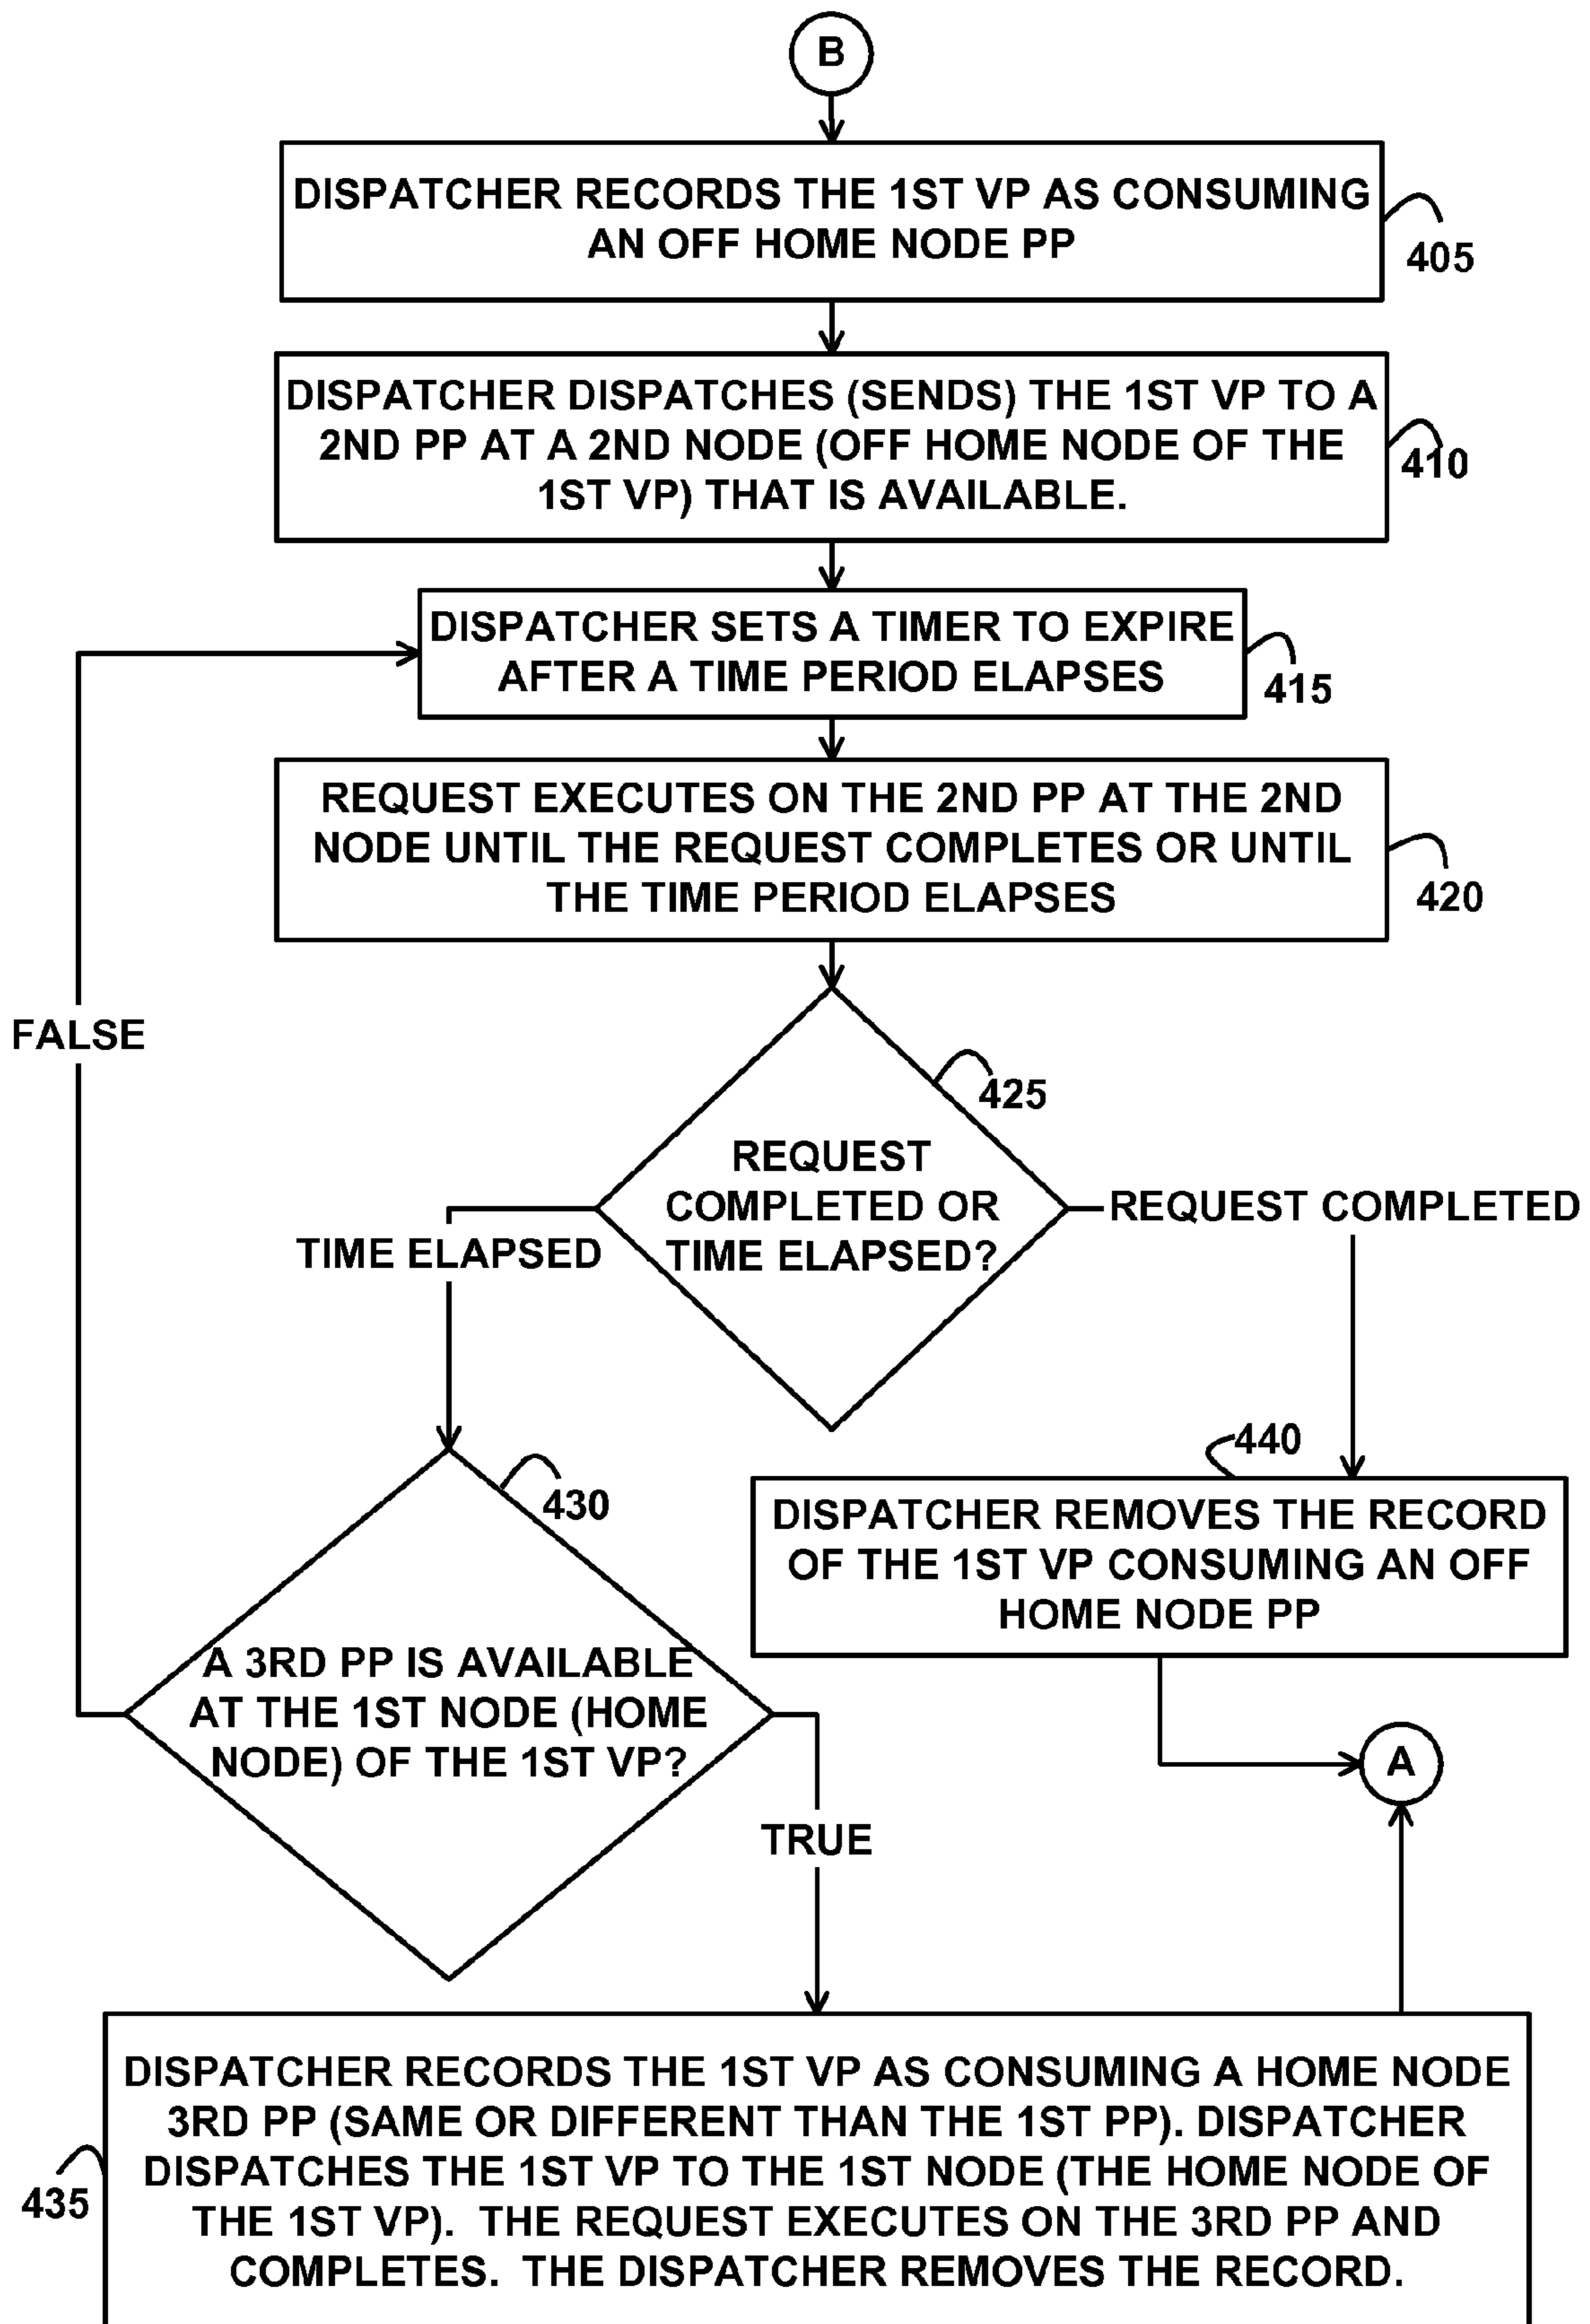 B
DISPATCHER RECORDS THE 1ST VP AS CONSUMING
AN OFF HOME NODE PP
405
DISPATCHER DISPATCHES (SENDS) THE 1ST VP TO A
2ND PP AT A 2ND NODE (OFF HOME NODE OF THE
1ST VP) THAT IS AVAILABLE.
410
DISPATCHER SETS A TIMER TO EXPIRE
AFTER A TIME PERIOD ELAPSES
415
REQUEST EXECUTES ON THE 2ND PP AT THE 2ND
NODE UNTIL THE REQUEST COMPLETES OR UNTIL
THE TIME PERIOD ELAPSES
420
FALSE
425
REQUEST
COMPLETED OR
TIME ELAPSED?
REQUEST COMPLETED
TIME ELAPSED
430
A 3RD PP IS AVAILABLE
AT THE 1ST NODE (HOME
NODE) OF THE 1ST VP?
440
DISPATCHER REMOVES THE RECORD
OF THE 1ST VP CONSUMING AN OFF
HOME NODE PP
A
TRUE
DISPATCHER RECORDS THE 1ST VP AS CONSUMING A HOME NODE
3RD PP (SAME OR DIFFERENT THAN THE 1ST PP). DISPATCHER
DISPATCHES THE 1ST VP TO THE 1ST NODE (THE HOME NODE OF
THE 1ST VP). THE REQUEST EXECUTES ON THE 3RD PP AND
COMPLETES. THE DISPATCHER REMOVES THE RECORD.
435